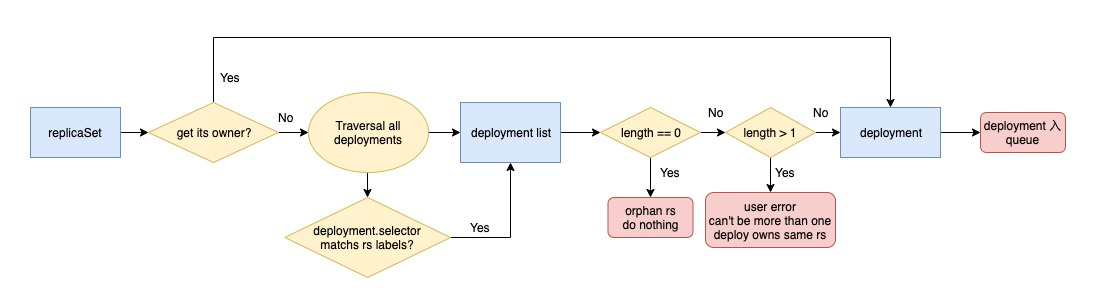 Yes
replicaSet
get its owner?
No
Traversal all
deployments
deployment list
length == 0
No
length > 1
No
deployment
deployment 入
queue
Yes
Yes
orphan rs
do nothing
user error
can't be more than one
deploy owns same rs
deployment.selector
matchs rs labels?
Yes